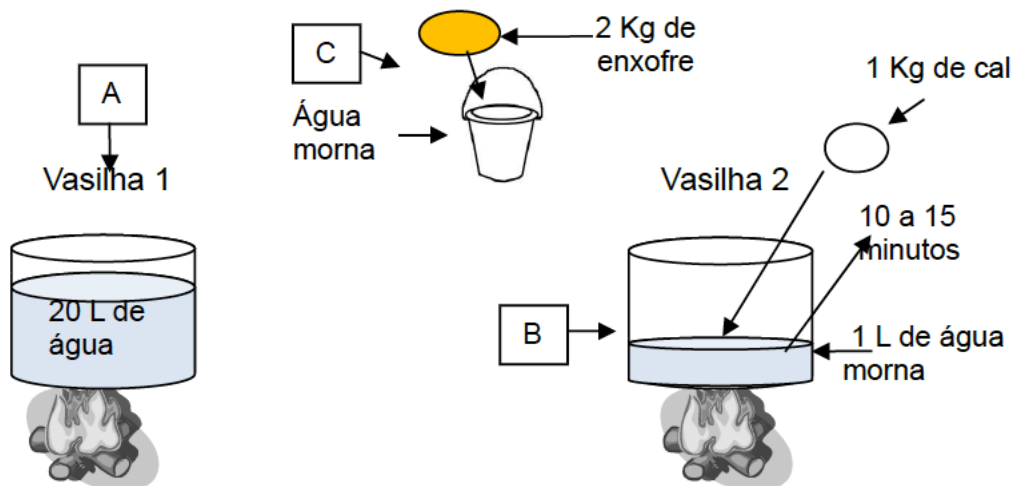 A
Vasilha 1
20 L de
água
C
2 Kg de
enxofre
Água
morna
1 Kg de cal
Vasilha 2
10 a 15
minutos
B
1 L de água
morna